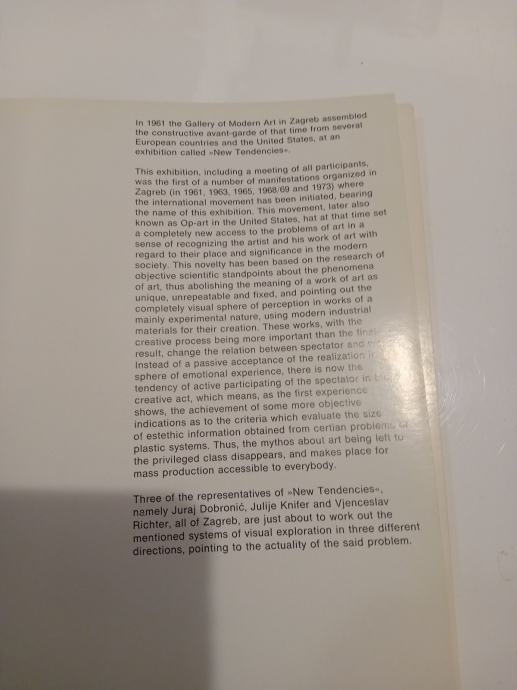 In 1961 the Gallery of Modern Art in Zagreb assembled
the constructive avant-garde of that time from several
European countries and the United States, at an
exhibition called »New Tendencies«.
This exhibition, including a meeting of all participants,
was the first of a number of manifestations organized in
Zagreb (in 1961, 1963, 1965, 1968/69 and 1973) where
the international movement has been initiated, bearing
the name of this exhibition. This movement, later also
known as Op-art in the United States, hat at that time set
a completely new access to the problems of art in a
sense of recognizing the artist and his work of art with
regard to their place and significance in the modern
society. This novelty has been based on the research of
objective scientific standpoints about the phenomena
of art, thus abolishing the meaning of a work of art as
unique, unrepeatable and fixed, and pointing out the
completely visual sphere of perception in works of a
mainly experimental nature, using modern industrial
materials for their creation. These works, with the
creative process being more important than the final
result, change the relation between spectator and
Instead of a passive acceptance of the realization in
sphere of emotional experience, there is now the
tendency of active participating of the spectator in the
creative act, which means, as the first experience
shows, the achievement of some more objective
indications as to the criteria which evaluate the size
of estethic information obtained from certian problems of
plastic systems. Thus, the mythos about art being left to
the privileged class disappears, and makes place for
mass production accessible to everybody.
Three of the representatives of »New Tendencies«,
namely Juraj Dobronić, Julije Knifer and Vjenceslav
Richter, all of Zagreb, are just about to work out the
mentioned systems of visual exploration in three different
directions, pointing to the actuality of the said problem.